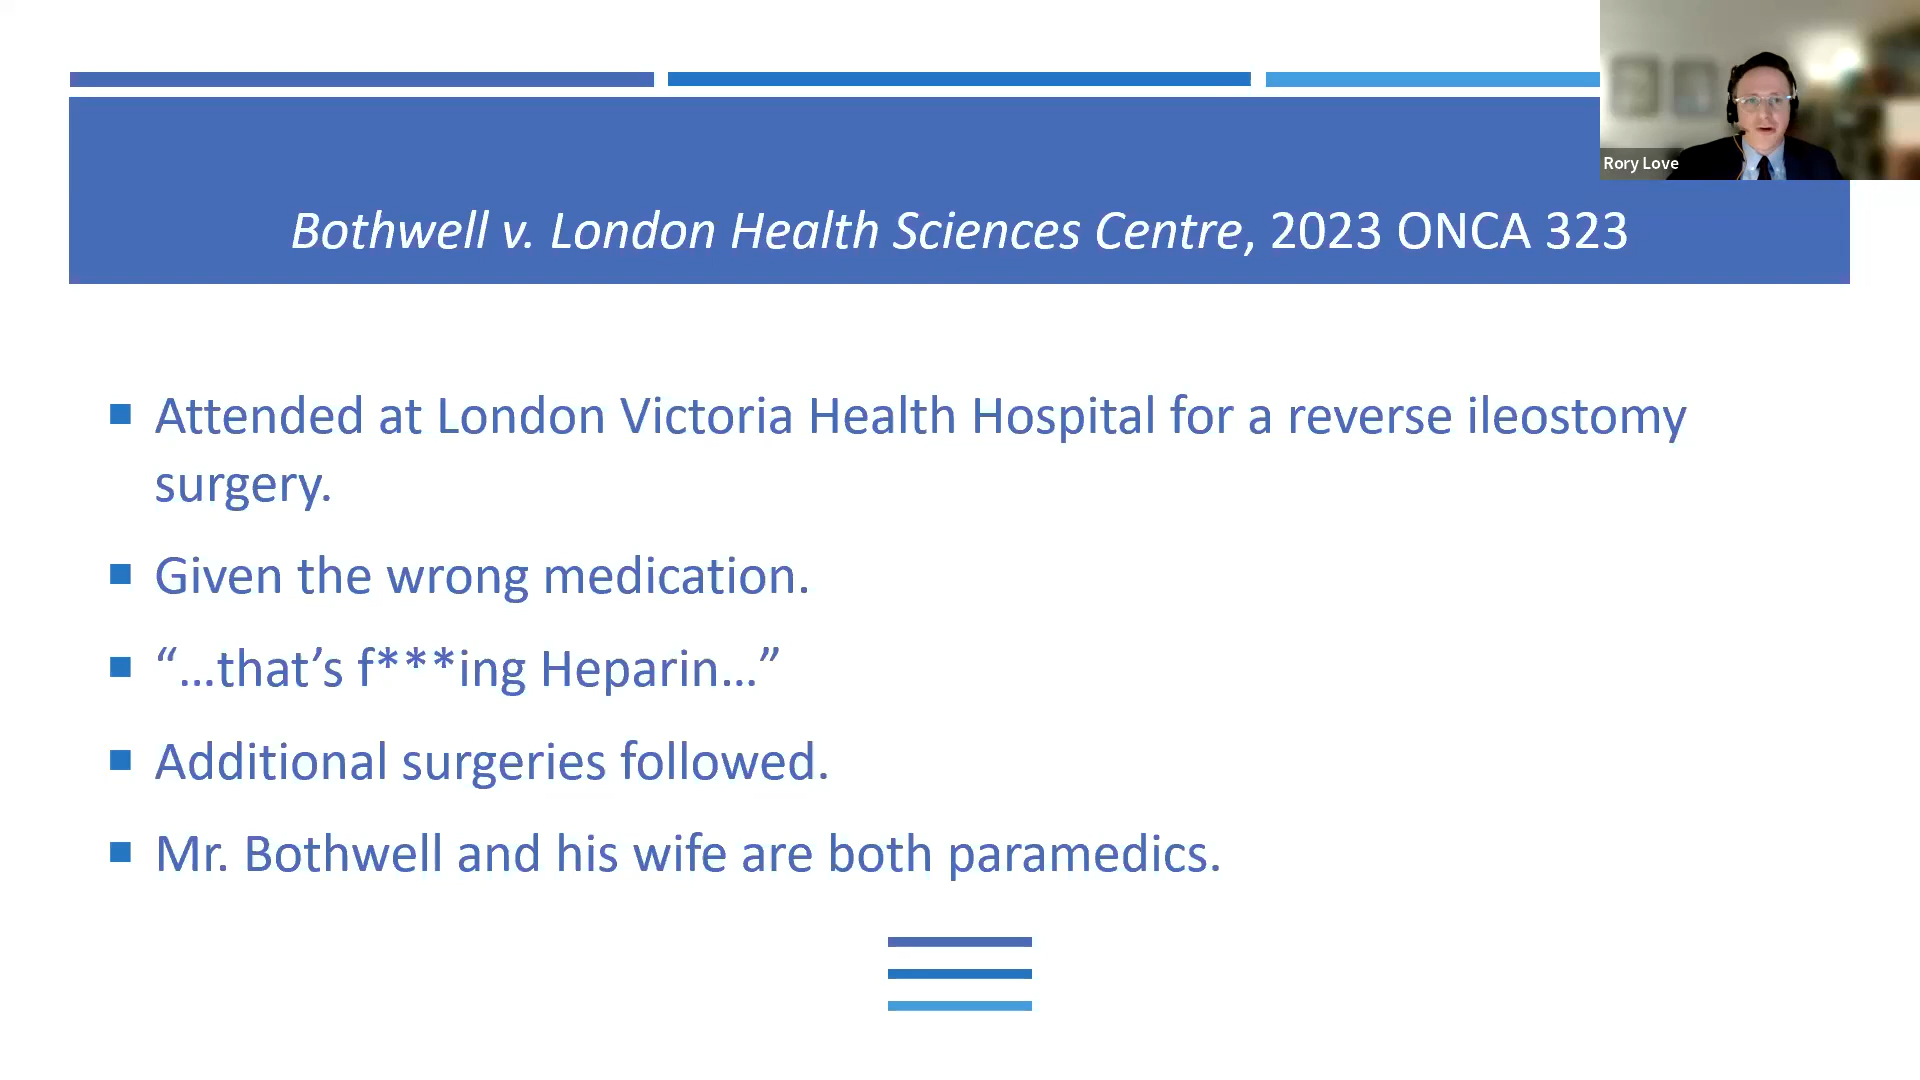 Rory Love
Bothwell v. London Health Sciences Centre, 2023 ONCA 323
Attended at London Victoria Health Hospital for a reverse ileostomy
surgery.
Given the wrong medication.
“…that’s f***ing Heparin…”
Additional surgeries followed.
Mr. Bothwell and his wife are both paramedics.